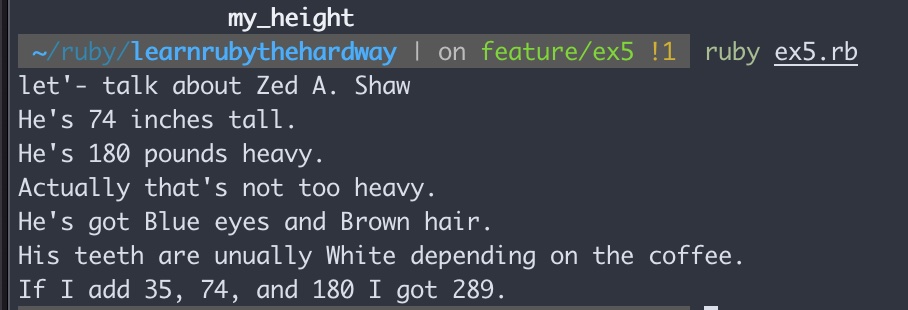 my_height
~/ruby/learnrubythehardway | on feature/ex5 !1 ruby ex5.rb
let'- talk about Zed A. Shaw
He's 74 inches tall.
He's 180 pounds heavy.
Actually that's not too heavy.
He's got Blue eyes and Brown hair.
His teeth are unually White depending on the coffee.
If I add 35, 74, and 180 I got 289.